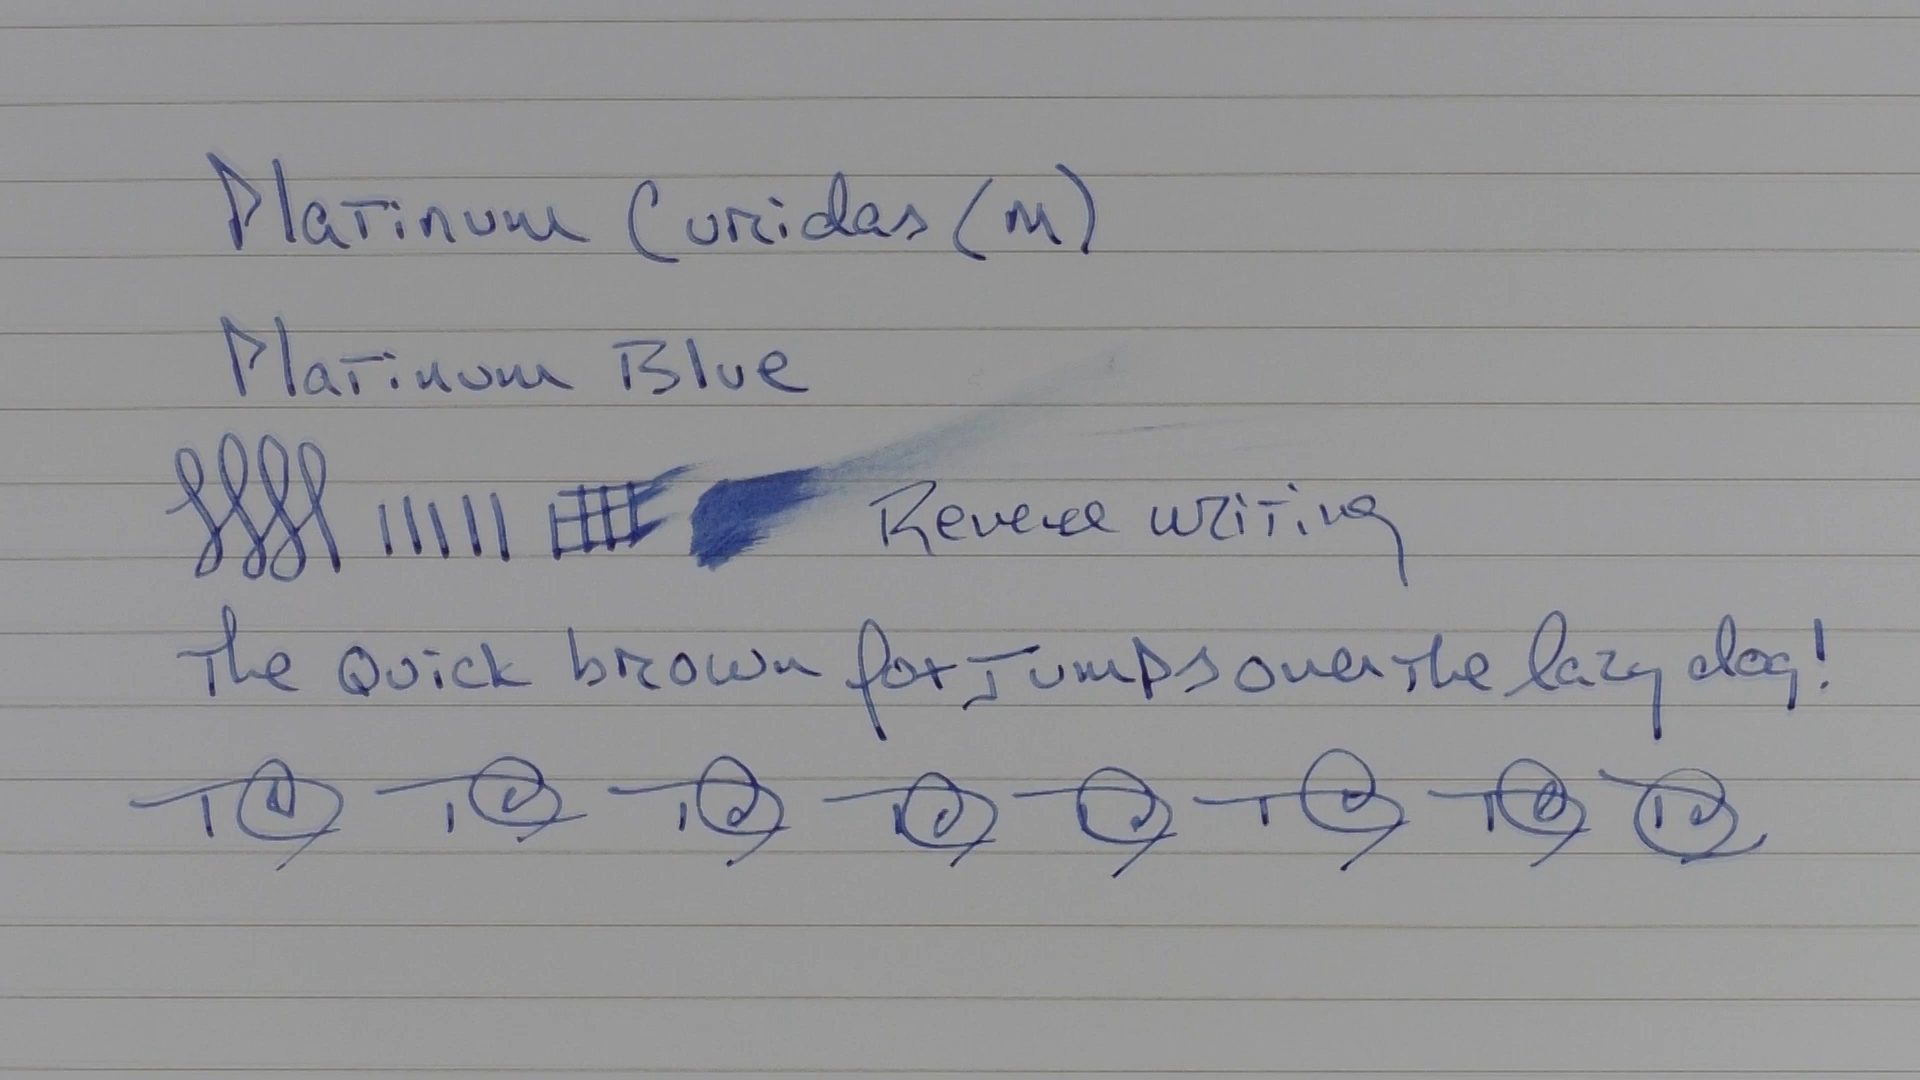 Platinum Curidas (M)
Platinum Blue
Reverse writing
The Quick brown fox Jumps over the lazy dog!